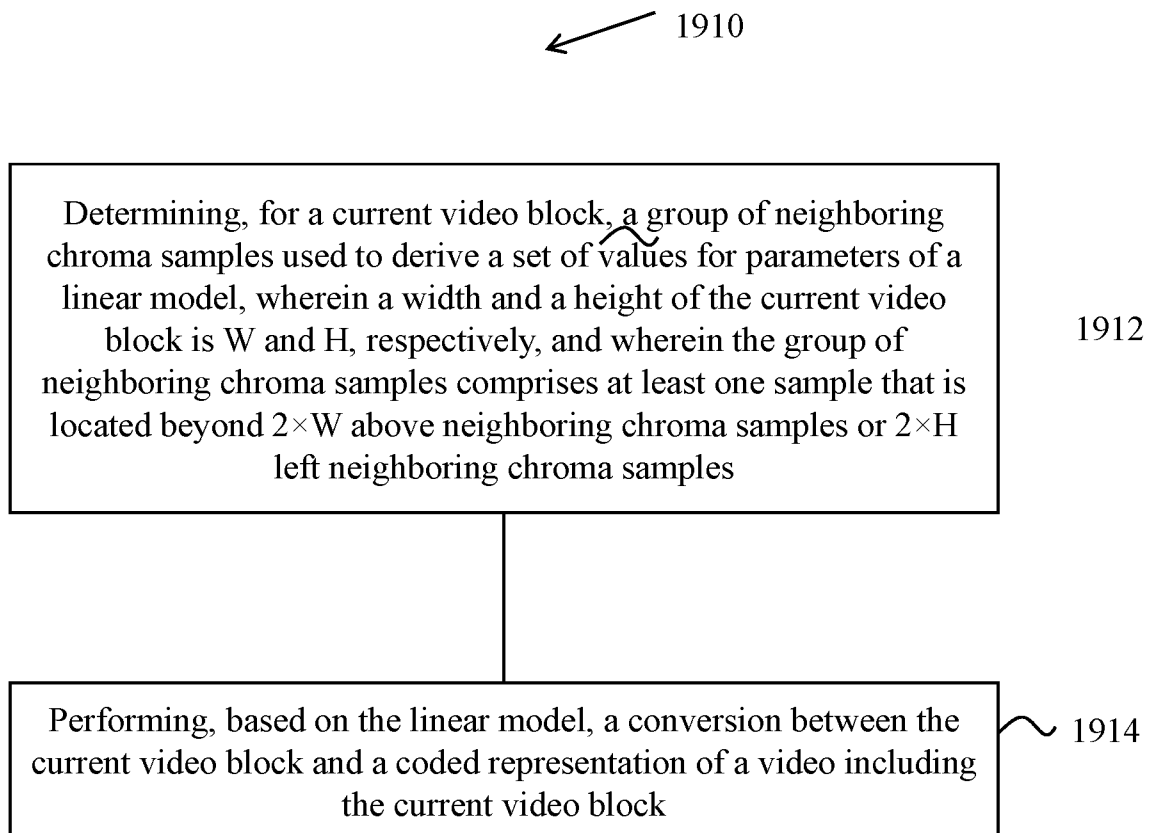 1910
Determining, for a current video block, a group of neighboring
chroma samples used to derive a set of values for parameters of a
linear model, wherein a width and a height of the current video
block is W and H, respectively, and wherein the group of
neighboring chroma samples comprises at least one sample that is
located beyond 2×W above neighboring chroma samples or 2×H
left neighboring chroma samples
1912
Performing, based on the linear model, a conversion between the
current video block and a coded representation of a video including
the current video block
1914